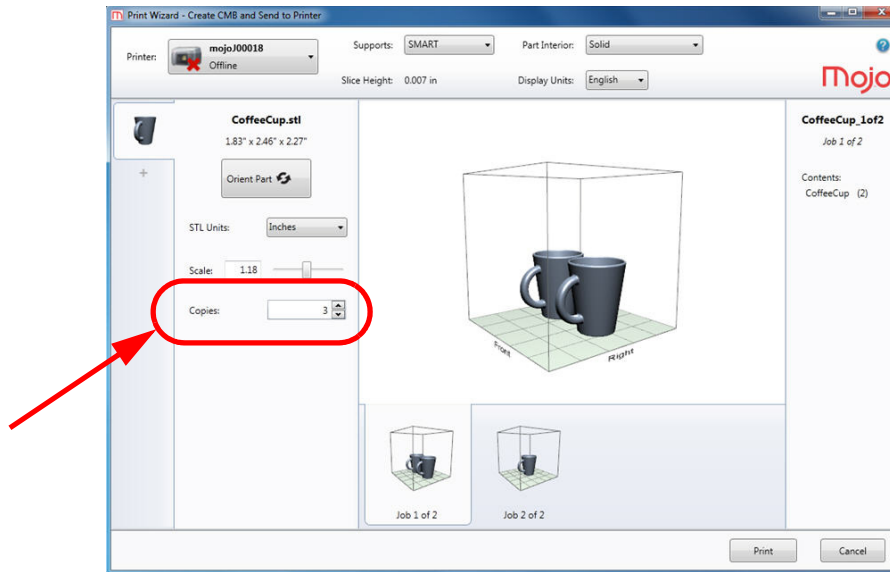 Print Wizard - Create CMB and Send to Printer
Printer:
mojoJ00018
Offline
Supports:
SMART
Part Interior:
Solid
Slice Height:
0.007 in
Display Units:
English
?
mojo
CoffeeCup.stl
1.83" x 2.46" x 2.27"
+
Orient Part
STL Units:
Inches
Scale:
1.18
Copies:
3
Front
Right
CoffeeCup_1of2
Job 1 of 2
Contents:
CoffeeCup (2)
Job 1 of 2
Job 2 of 2
Print
Cancel